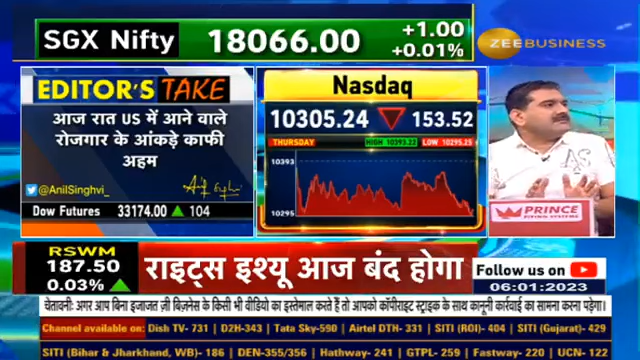 SGX Nifty
18066.00
+1.00
+0.01%
ZEE BUSINESS
EDITOR'S TAKE
आज रात US में आने वाले
रोजगार के आंकड़े काफी
अहम
@AnilSinghvi_
Dow Futures 33174.00 104
Nasdaq
10305.24 153.52
THURSDAY HIGH 10393.22 LOW 10295.25
10393
10295
PRINCE
PIPING SYSTEMS
RSWM
187.50
0.03%
राइट्स इश्यू आज बंद होगा
Follow us on
06:01:2023
चेतावनी: अगर आप बिना इजाजत ज़ी बिज़नेस के किसी भी वीडियो का इस्तेमाल करते हैं तो आपको कॉपीराइट स्ट्राइक के साथ कानूनी कार्रवाई का सामना करना पड़ेगा.
Channel available on: Dish TV- 731 | D2H-343 | Tata Sky-590 | Airtel DTH- 331 | SITI (ROI) - 404 | SITI (Gujarat) - 429
SITI (Bihar & Jharkhand, WB)- 186 | DEN-355/356 | Hathway- 241 | GTPL- 259 | Fastway- 220 | UCN- 122